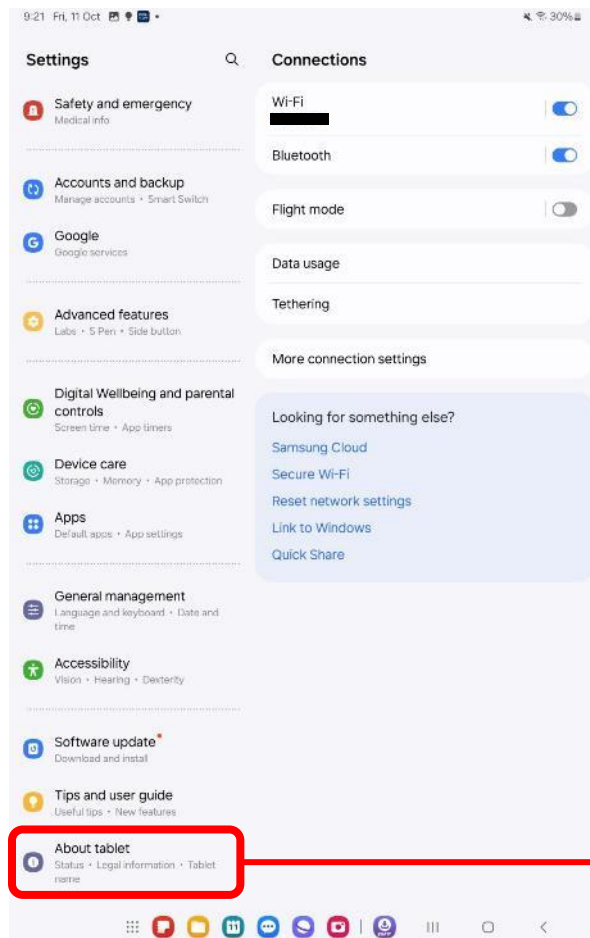 9:21 Fri, 11 Oct
30%
Settings
Safety and emergency
Medical info
Accounts and backup
Manage accounts • Smart Switch
Google
Google services
Advanced features
Labs • S Pen • Side button
Digital Wellbeing and parental
controls
Screen time • App timers
Device care
Storage • Memory • App protection
Apps
Default apps • App settings
General management
Language and keyboard • Date and
time
Accessibility
Vision • Hearing • Dexterity
Software update
Download and install
Tips and user guide
Useful tips • New features
About tablet
Status • Legal information • Tablet
name
Connections
Wi-Fi
Bluetooth
Flight mode
Data usage
Tethering
More connection settings
Looking for something else?
Samsung Cloud
Secure Wi-Fi
Reset network settings
Link to Windows
Quick Share
11